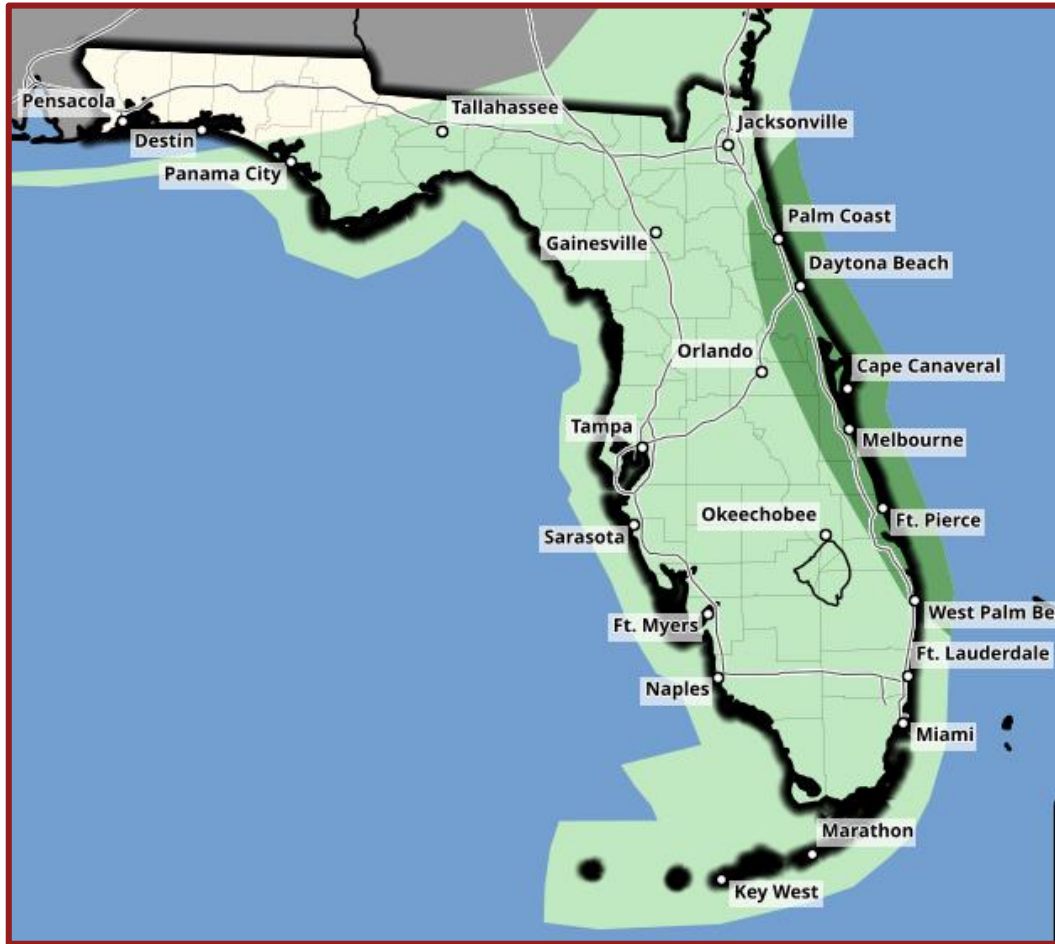 Pensacola
Tallahassee
Jacksonville
Destin
Panama City
Palm Coast
Gainesville
Daytona Beach
Orlando
Cape Canaveral
Tampa
Melbourne
Okeechobee
Ft. Pierce
Sarasota
West Palm Be
Ft. Myers
Ft. Lauderdale
Naples
Miami
Marathon
Key West